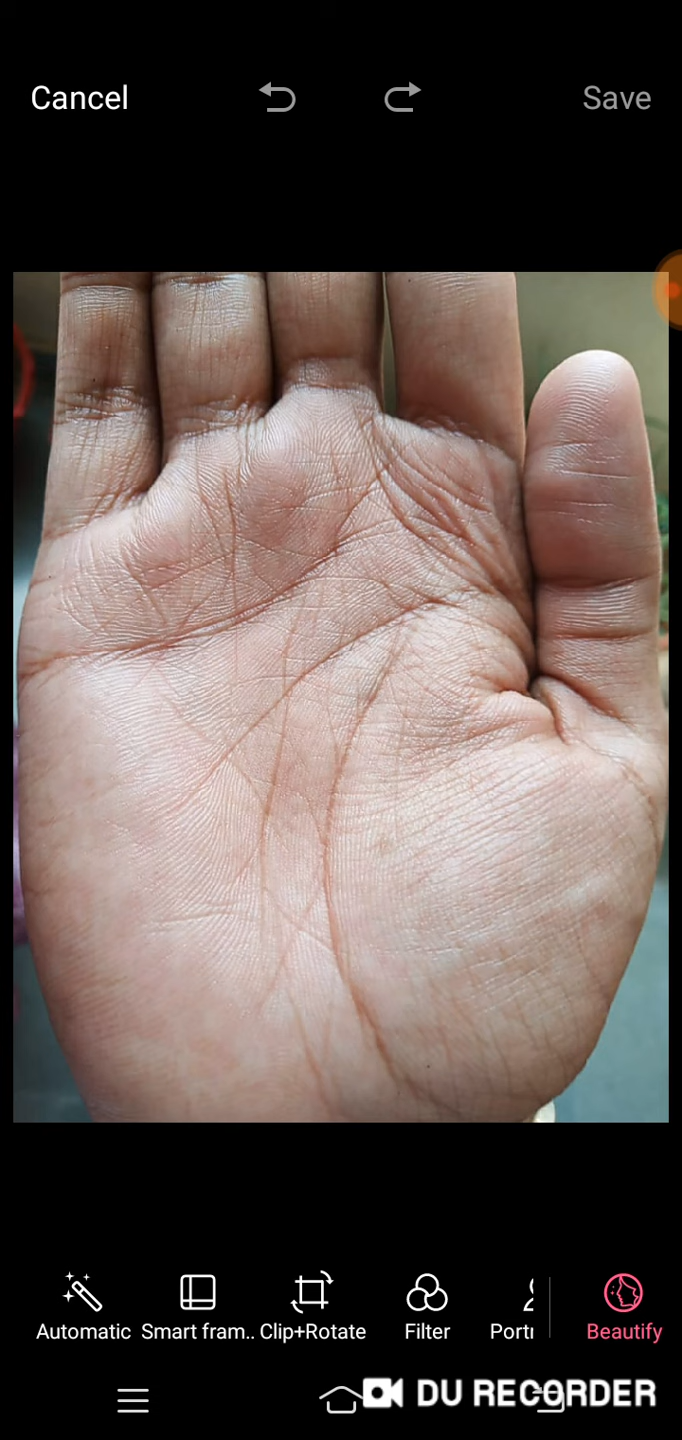 Cancel
Save
Automatic
Smart fram..
Clip+Rotate
Filter
Beautify
DU RECORDER